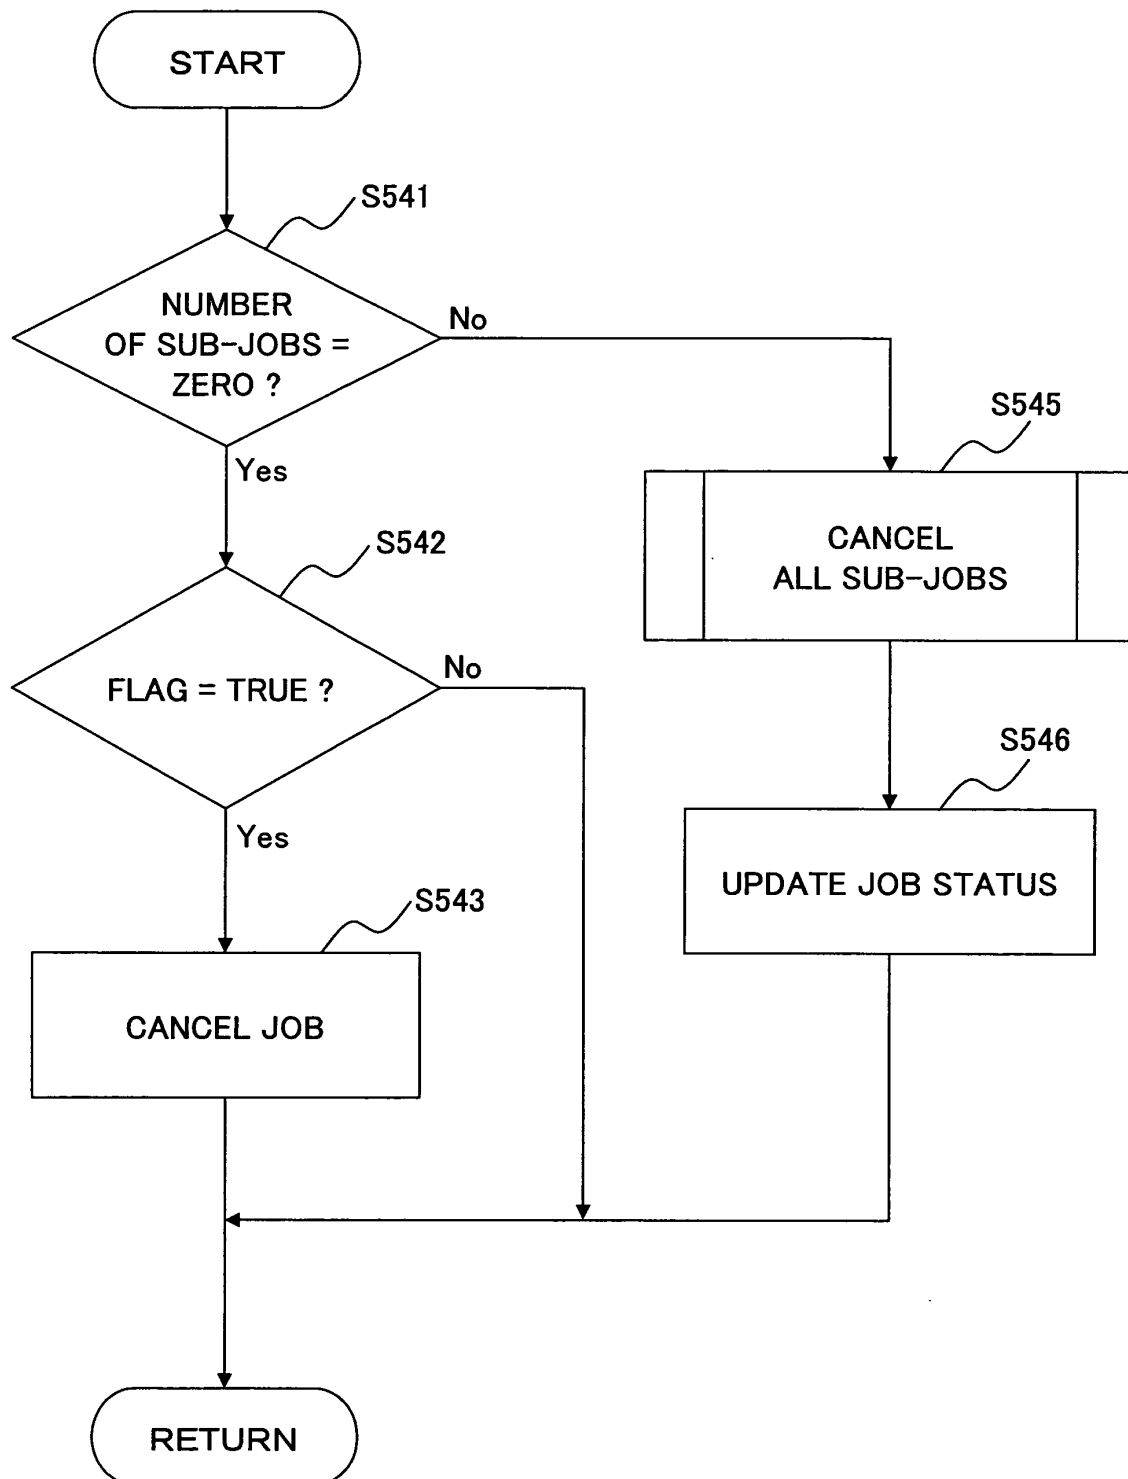 START
S541
NUMBER
OF SUB-JOBS =
ZERO ?
No
Yes
S545
CANCEL
ALL SUB-JOBS
S542
FLAG = TRUE ?
No
Yes
S546
UPDATE JOB STATUS
S543
CANCEL JOB
RETURN